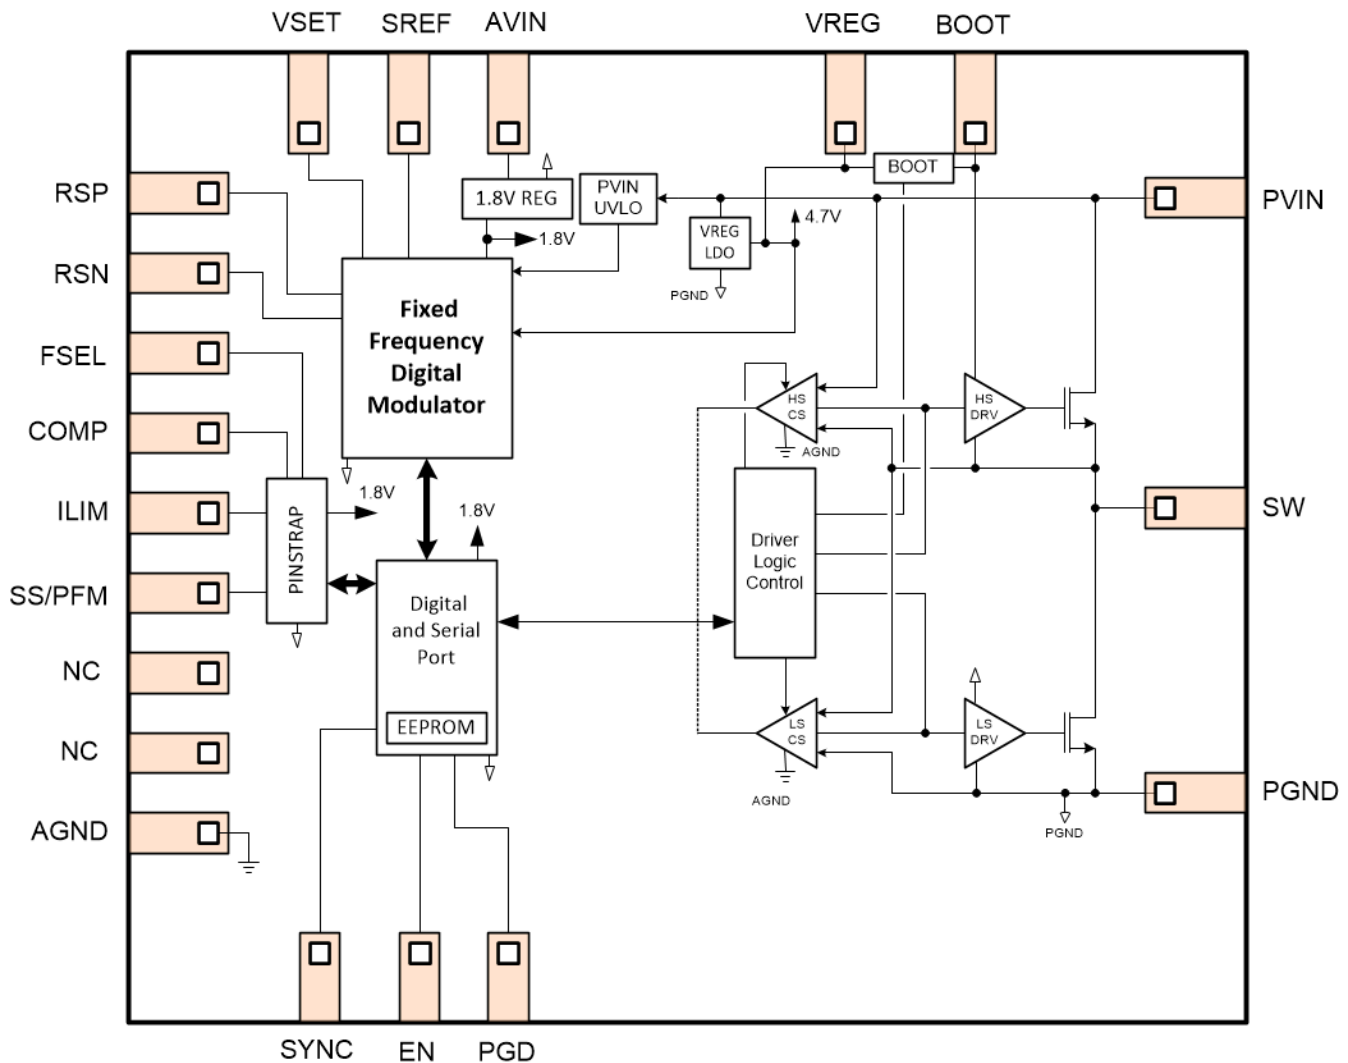 VSET SREF AVIN VREG BOOT
RSP
RSN
FSEL
COMP
ILIM
SS/PFM
NC
NC
AGND
1.8V REG
1.8V
PVIN
UVLO
BOOT
VREG
LDO
4.7V
PGND
Fixed
Frequency
Digital
Modulator
PINSTRAP
1.8V
1.8V
Digital
and Serial
Port
EEPROM
HS
CS
AGND
HS
DRV
Driver
Logic
Control
LS
CS
AGND
LS
DRV
PGND
PVIN
SW
PGND
SYNC EN PGD